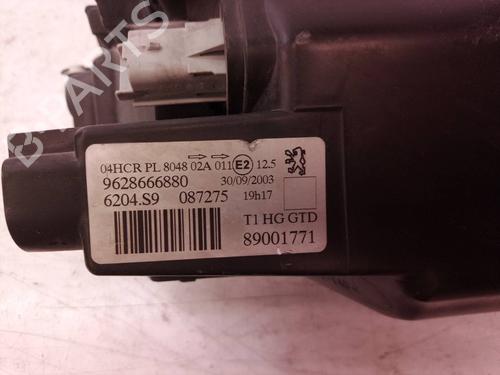 B-PARTS
04HCR PL 8048 02A 011 E2 12.5
9628666880 30/09/2003
6204.S9 087275 19h17
T1 HG GTD
89001771